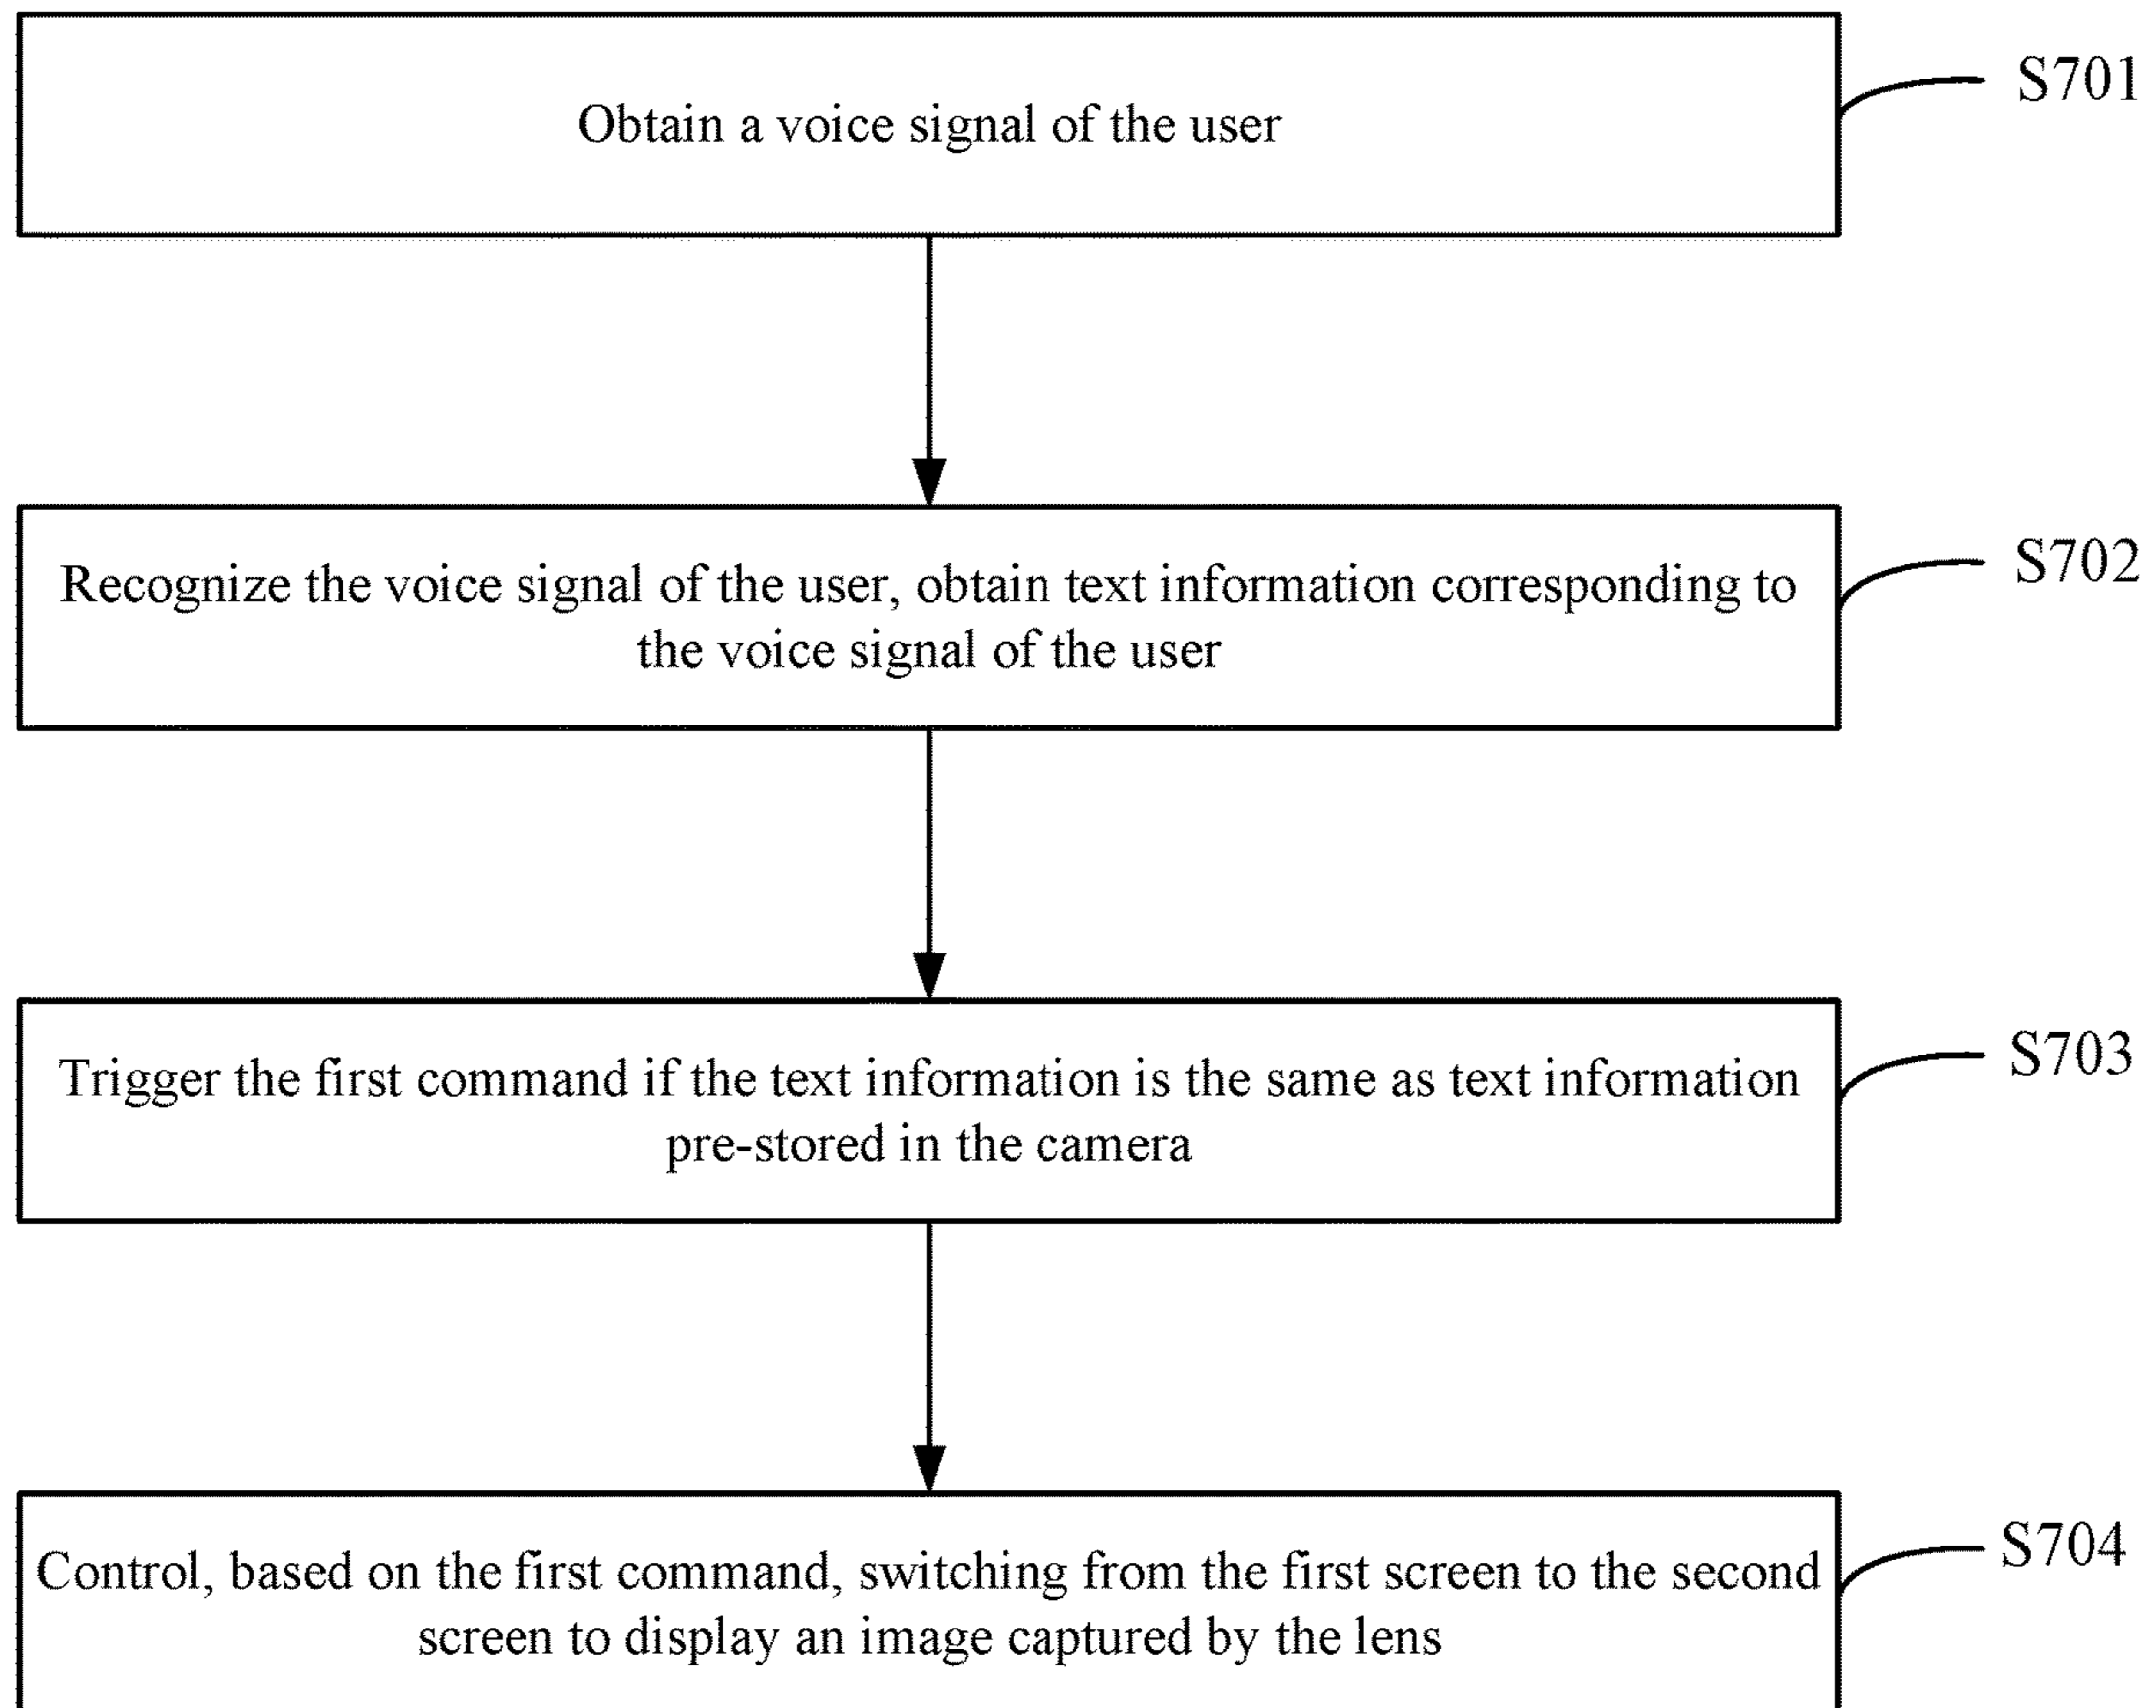 Obtain a voice signal of the user
S701
Recognize the voice signal of the user, obtain text information corresponding to
the voice signal of the user
S702
Trigger the first command if the text information is the same as text information
pre-stored in the camera
S703
Control, based on the first command, switching from the first screen to the second
screen to display an image captured by the lens
S704